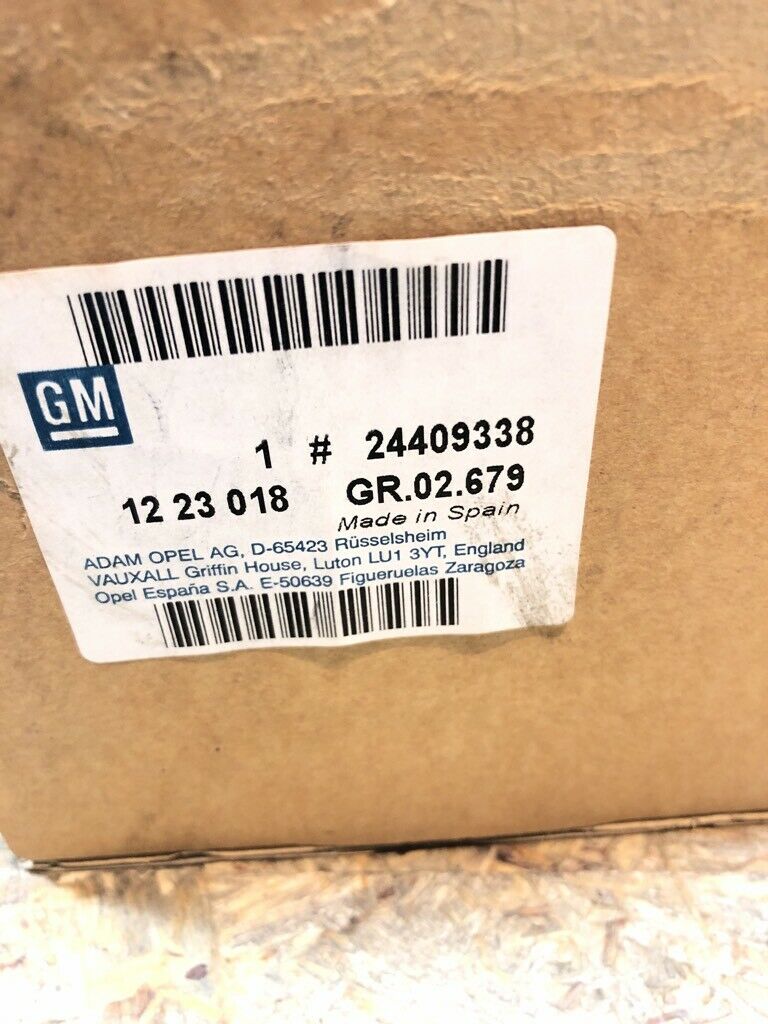 GM
1 # 24409338
12 23 018 GR.02.679
Made in Spain
ADAM OPEL AG, D-65423 Rüsselsheim
VAUXALL Griffin House, Luton LU1 3YT, England
Opel España S.A. E-50639 Figueruelas Zaragoza